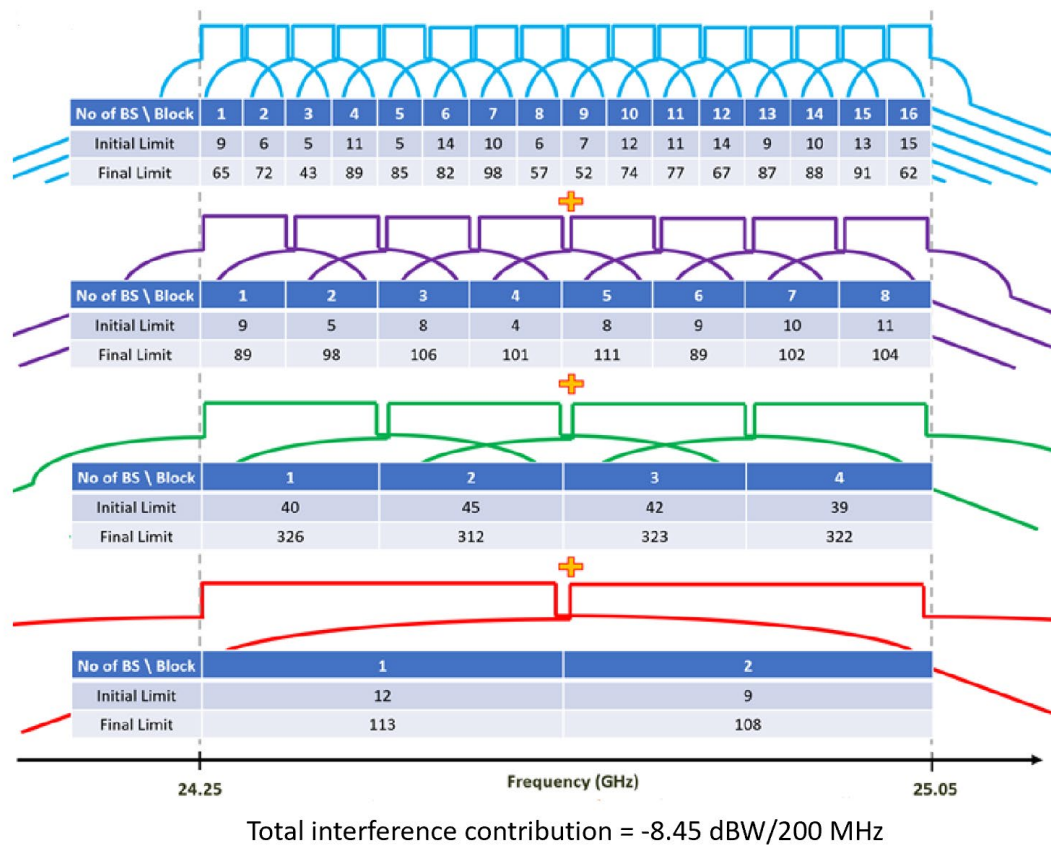 No of BS \ Block 1 2 3 4 5 6 7 8 9 10 11 12 13 14 15 16
Initial Limit 9 6 5 11 5 14 10 6 7 12 11 14 9 10 13 15
Final Limit 65 72 43 89 85 82 98 57 52 74 77 67 87 88 91 62
No of BS \ Block 1 2 3 4 5 6 7 8
Initial Limit 9 5 8 4 8 9 10 11
Final Limit 89 98 106 101 111 89 102 104
No of BS \ Block 1 2 3 4
Initial Limit 40 45 42 39
Final Limit 326 312 323 322
No of BS \ Block 1 2
Initial Limit 12 9
Final Limit 113 108
24.25 Frequency (GHz) 25.05
Total interference contribution = -8.45 dBW/200 MHz